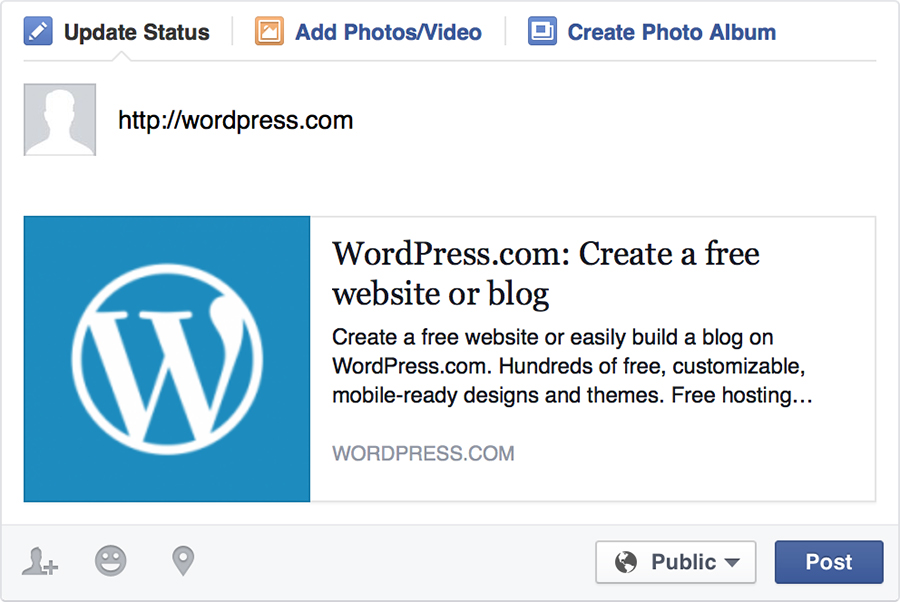 Update Status Add Photos/Video Create Photo Album
http://wordpress.com
WordPress.com: Create a free
website or blog
Create a free website or easily build a blog on
WordPress.com. Hundreds of free, customizable,
mobile-ready designs and themes. Free hosting...
WORDPRESS.COM
Public Post